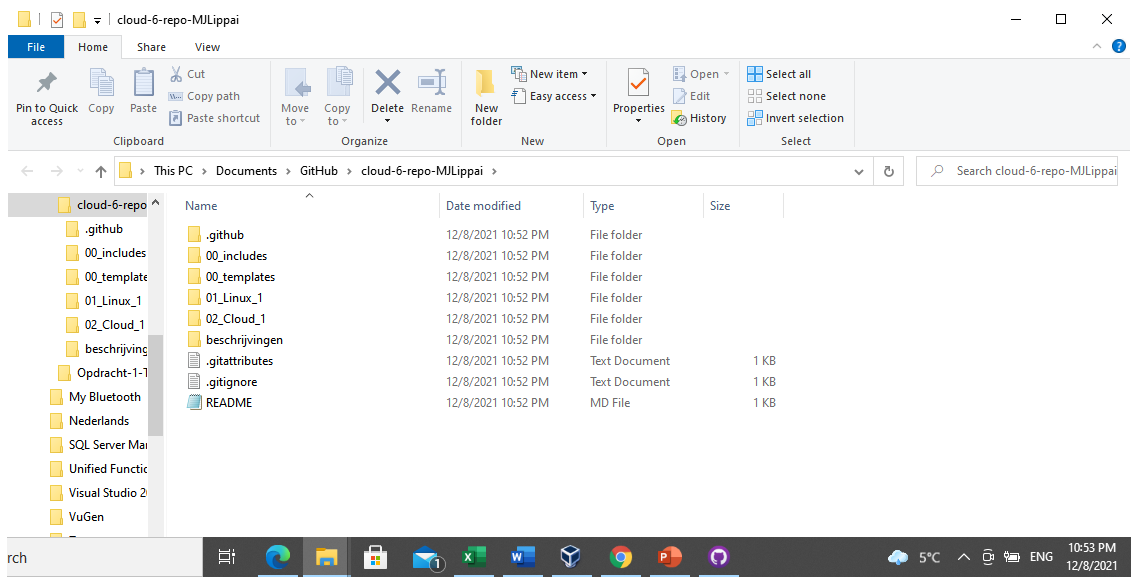 cloud-6-repo-MJLippai
File Home Share View
Pin to Quick access
Copy
Paste
Cut
Copy path
Paste shortcut
Clipboard
Move to
Copy to
Delete
Rename
Organize
New folder
New item
Easy access
New
Properties
Open
Edit
History
Open
Select all
Select none
Invert selection
Select
This PC > Documents > GitHub > cloud-6-repo-MJLippai >
Search cloud-6-repo-MJLippai
cloud-6-repo
.github
00_includes
00_template
01_Linux_1
02_Cloud_1
beschrijving
Opdracht-1-T
My Bluetooth
Nederlands
SQL Server Mar
Unified Functic
Visual Studio 20
VuGen
Name Date modified Type Size
.github 12/8/2021 10:52 PM File folder
00_includes 12/8/2021 10:52 PM File folder
00_templates 12/8/2021 10:52 PM File folder
01_Linux_1 12/8/2021 10:52 PM File folder
02_Cloud_1 12/8/2021 10:52 PM File folder
beschrijvingen 12/8/2021 10:52 PM File folder
.gitattributes 12/8/2021 10:52 PM Text Document 1 KB
.gitignore 12/8/2021 10:52 PM Text Document 1 KB
README 12/8/2021 10:52 PM MD File 1 KB
rch
1
5°C
ENG
10:53 PM
12/8/2021